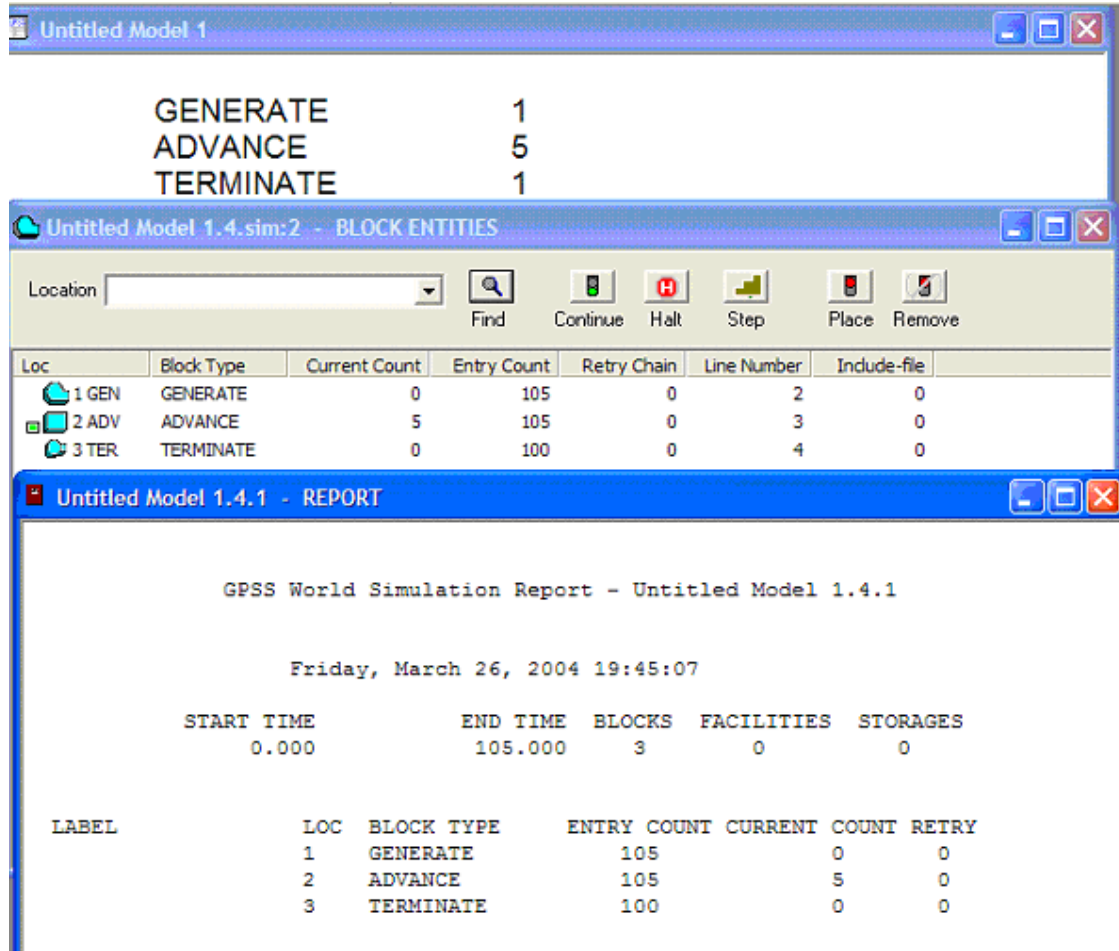 Untitled Model 1
GENERATE 1
ADVANCE 5
TERMINATE 1
Untitled Model 1.4.sim:2 - BLOCK ENTITIES
Location
Find Continue Halt Step Place Remove
Loc Block Type Current Count Entry Count Retry Chain Line Number Include-file
1 GEN GENERATE 0 105 0 2 0
2 ADV ADVANCE 5 105 0 3 0
3 TER TERMINATE 0 100 0 4 0
Untitled Model 1.4.1 - REPORT
GPSS World Simulation Report - Untitled Model 1.4.1
Friday, March 26, 2004 19:45:07
START TIME END TIME BLOCKS FACILITIES STORAGES
0.000 105.000 3 0 0
LABEL LOC BLOCK TYPE ENTRY COUNT CURRENT COUNT RETRY
1 GENERATE 105 0 0
2 ADVANCE 105 5 0
3 TERMINATE 100 0 0